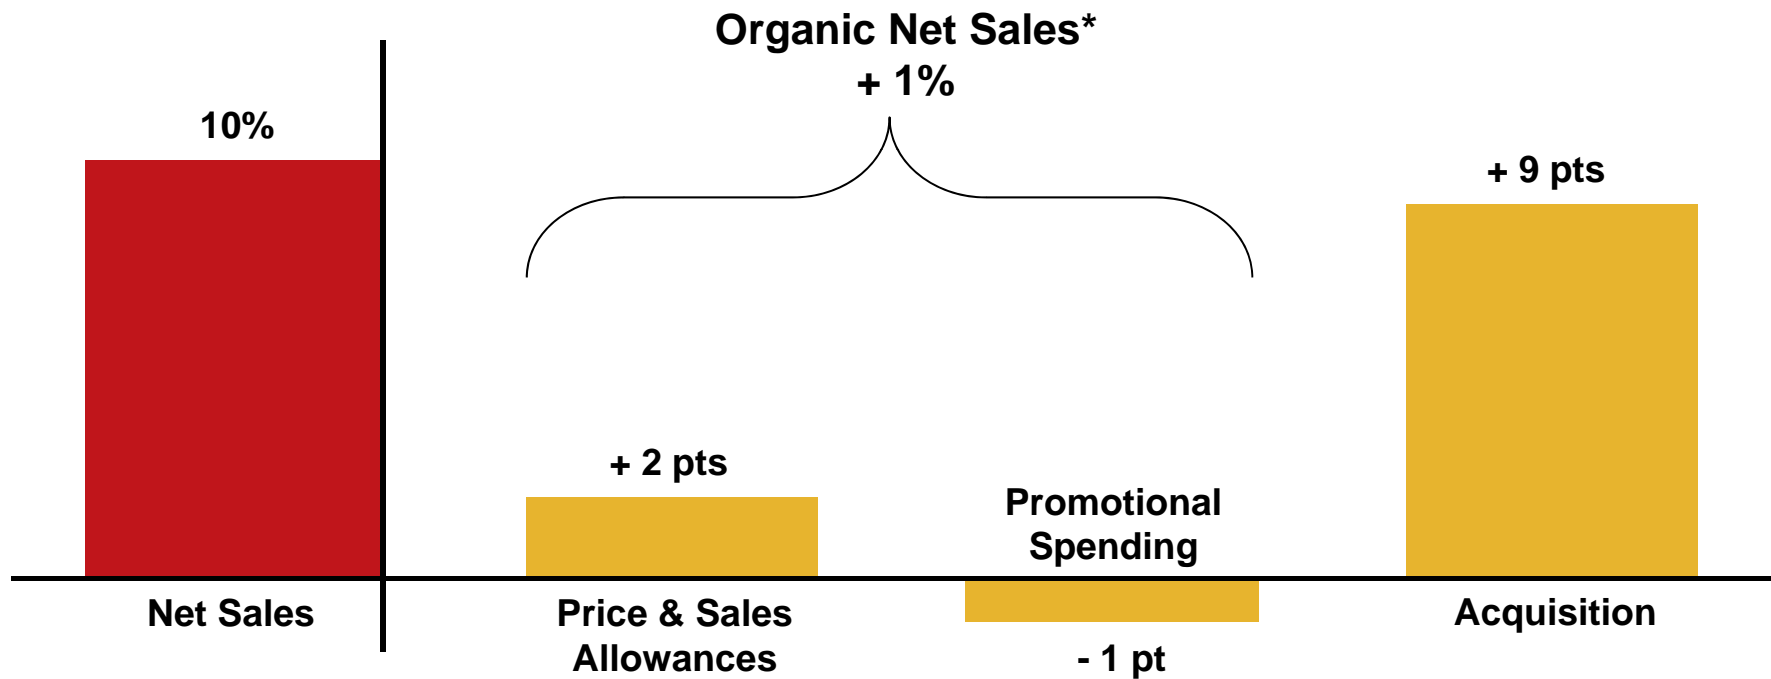 Organic Net Sales*
+ 1%
10%
+ 9 pts
+ 2 pts
Promotional
Spending
Net Sales
Price & Sales
Allowances
- 1 pt
Acquisition